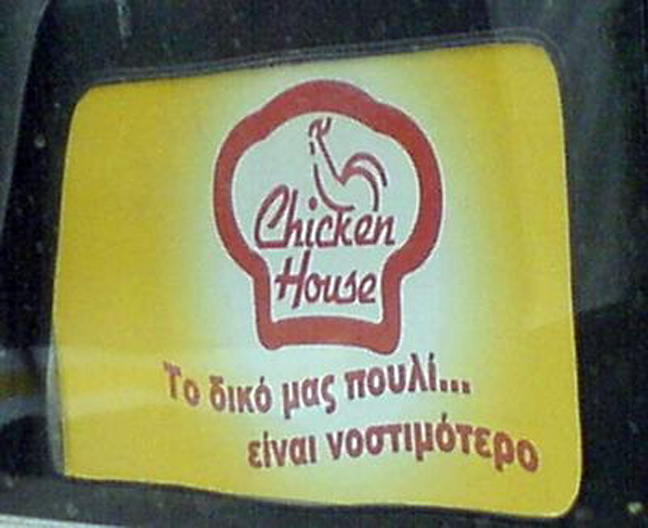 Chicken
House
Το δικό μας πουλί...
είναι νοστιμότερο